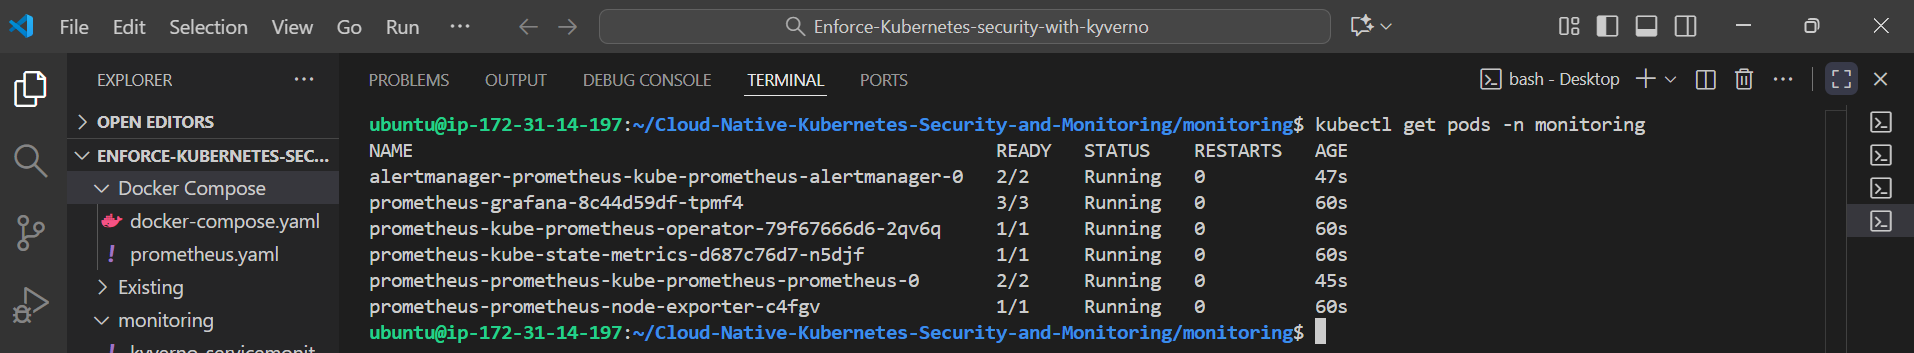 File Edit Selection View Go Run ··· Enforce-Kubernetes-security-with-kyverno
EXPLORER ···
OPEN EDITORS
ENFORCE-KUBERNETES-SEC...
Docker Compose
docker-compose.yaml
! prometheus.yaml
Existing
monitoring
! kyverno-servicemonit
PROBLEMS OUTPUT DEBUG CONSOLE TERMINAL PORTS bash - Desktop ···
ubuntu@ip-172-31-14-197:~/Cloud-Native-Kubernetes-Security-and-Monitoring/monitoring$ kubectl get pods -n monitoring
NAME READY STATUS RESTARTS AGE
alertmanager-prometheus-kube-prometheus-alertmanager-0 2/2 Running 0 47s
prometheus-grafana-8c44d59df-tpmf4 3/3 Running 0 60s
prometheus-kube-prometheus-operator-79f67666d6-2qv6q 1/1 Running 0 60s
prometheus-kube-state-metrics-d687c76d7-n5djf 1/1 Running 0 60s
prometheus-prometheus-kube-prometheus-prometheus-0 2/2 Running 0 45s
prometheus-prometheus-node-exporter-c4fgv 1/1 Running 0 60s
ubuntu@ip-172-31-14-197:~/Cloud-Native-Kubernetes-Security-and-Monitoring/monitoring$